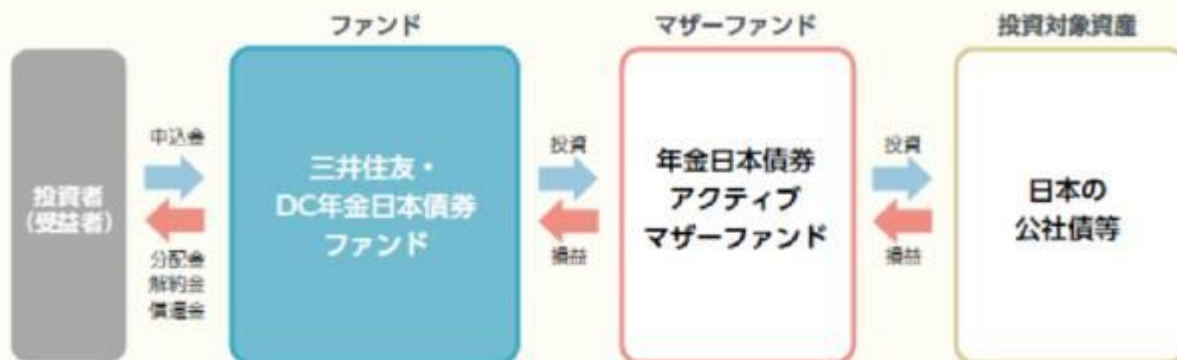 ファンド
マザーファンド
投資対象資産
投資者
（受益者）
申込金
分配金
解約金
償還金
三井住友・
DC年金日本債券
ファンド
投資
損益
年金日本債券
アクティブ
マザーファンド
投資
損益
日本の
公社債等